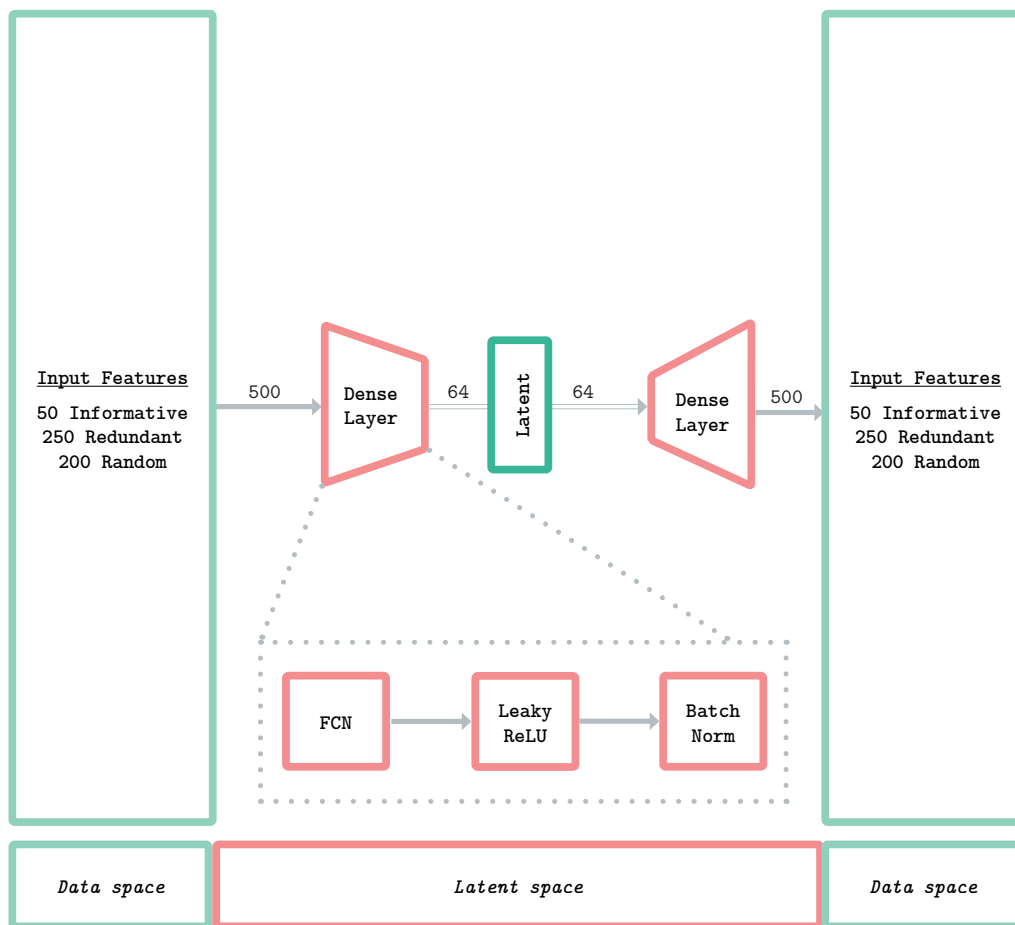 Input Features
50 Informative
250 Redundant
200 Random
500
Dense
Layer
64
Latent
64
Dense
Layer
500
Input Features
50 Informative
250 Redundant
200 Random
FCN
Leaky
ReLU
Batch
Norm
Data space
Latent space
Data space